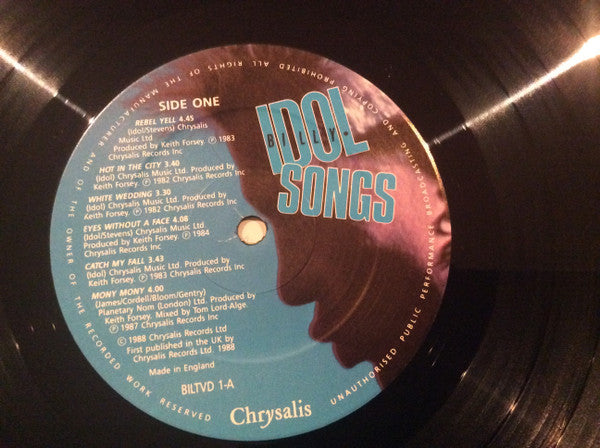 SIDE ONE
REBEL YELL 4.45
(Idol/Stevens) Chrysalis
Music Ltd
Produced by Keith Forsey. ℗ 1983
Chrysalis Records Inc
HOT IN THE CITY 3.40
(Idol) Chrysalis Music Ltd. Produced by
Keith Forsey. ℗ 1982 Chrysalis Records
Inc
WHITE WEDDING 3.30
(Idol) Chrysalis Music Ltd. Produced by
Keith Forsey. ℗ 1982 Chrysalis Records Inc
EYES WITHOUT A FACE 4.08
(Idol/Stevens) Chrysalis Music Ltd.
Produced by Keith Forsey. ℗ 1984
Chrysalis Records Inc
CATCH MY FALL 3.43
(Idol) Chrysalis Music Ltd. Produced by
Keith Forsey. ℗ 1983 Chrysalis Records Inc
MONY MONY 4.00
(James/Cordell/Bloom/Gentry)
Planetary Nom (London) Ltd. Produced by
Keith Forsey. Mixed by Tom Lord-Alge.
℗ 1987 Chrysalis Records Inc
© 1988 Chrysalis Records Ltd
First published in the UK by
Chrysalis Records Ltd. 1988
Made in England
BILTVD 1-A
Chrysalis
IDOL
BILLY
SONGS
ALL RIGHTS OF THE MANUFACTURER AND OF THE OWNER OF THE RECORDED WORK RESERVED
UNAUTHORISED PUBLIC PERFORMANCE BROADCASTING AND COPYING PROHIBITED